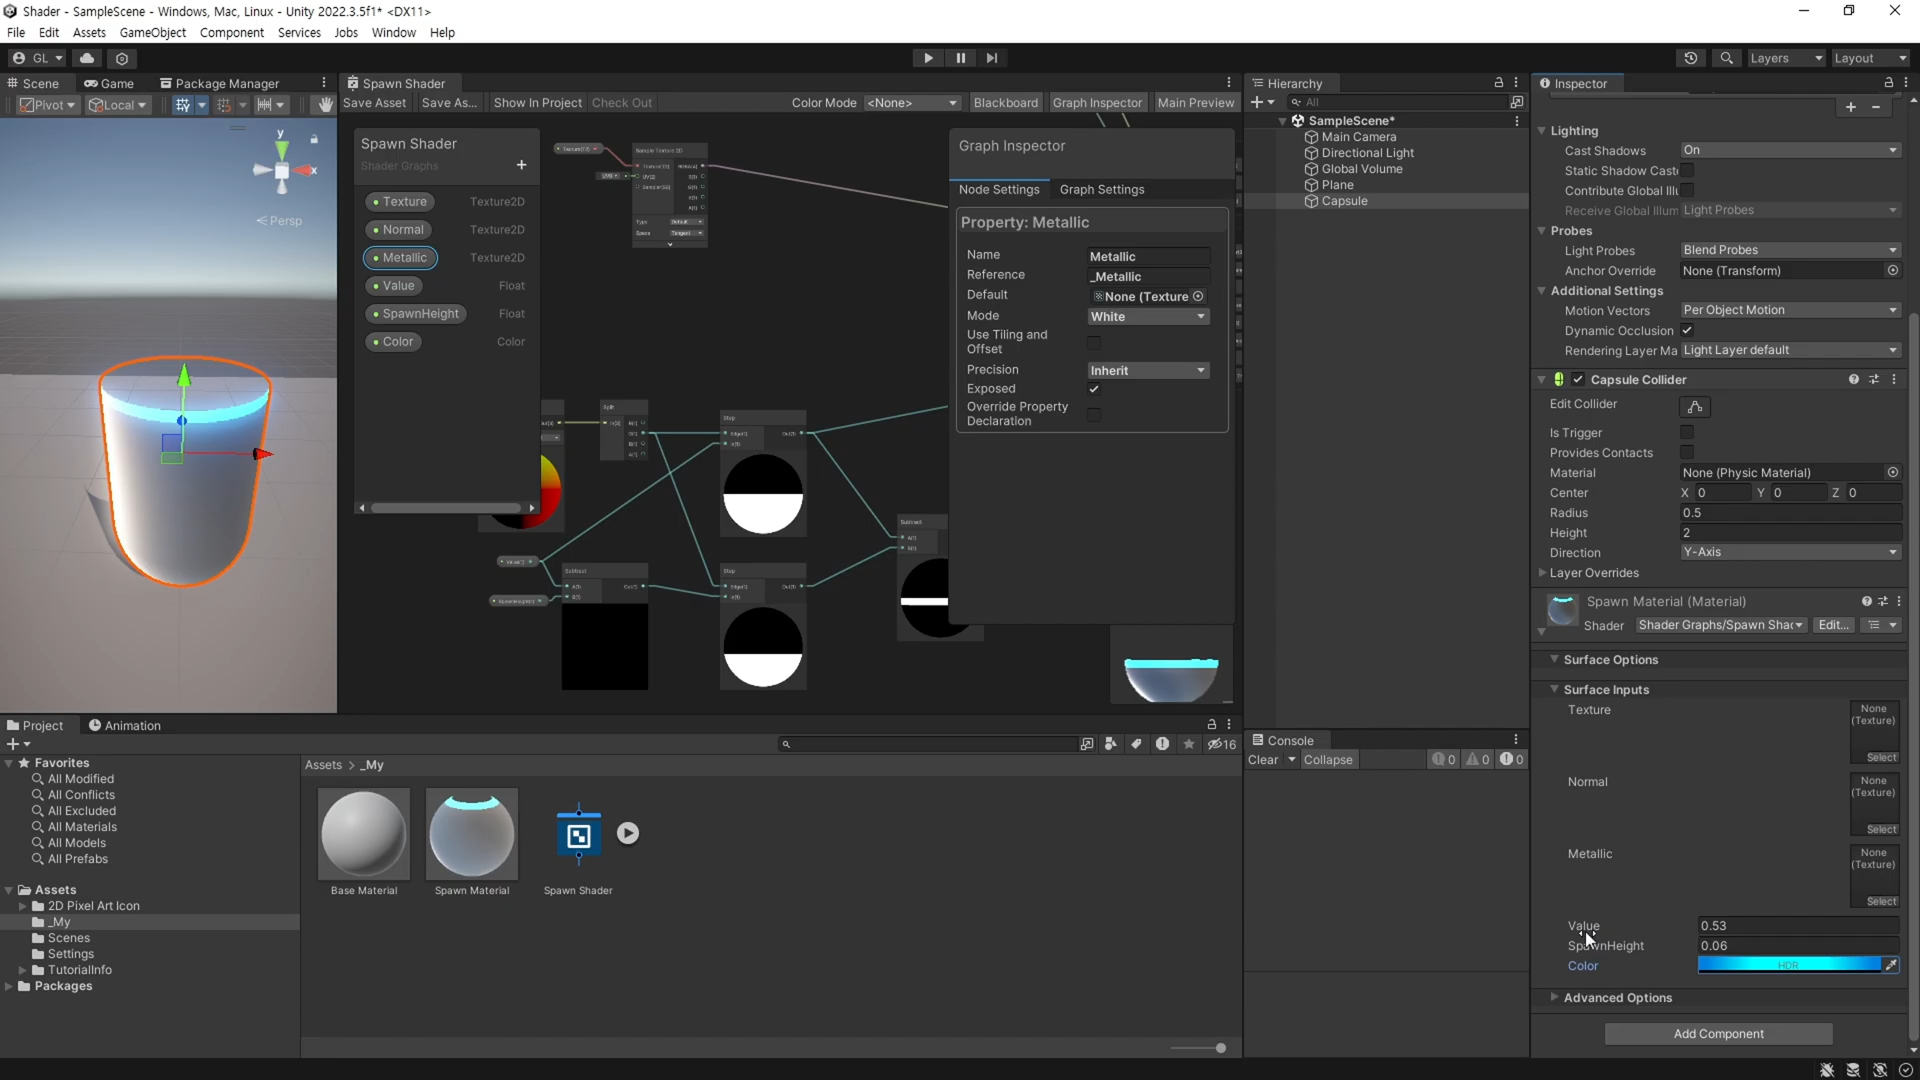 Shader - SampleScene - Windows, Mac, Linux - Unity 2022.3.5f1* <DX11>
File Edit Assets GameObject Component Services Jobs Window Help
GL
Layers Layout
Scene Game Package Manager
Pivot Local
y
x
Persp
Spawn Shader
Save Asset Save As... Show In Project Check Out Color Mode <None> Blackboard Graph Inspector Main Preview
Spawn Shader
Shader Graphs
Texture Texture2D
Normal Texture2D
Metallic Texture2D
Value Float
SpawnHeight Float
Color Color
Sample Texture 2D
Split
Step
Subtract
Step
Subtract
Graph Inspector
Node Settings Graph Settings
Property: Metallic
Name Metallic
Reference _Metallic
Default None (Texture
Mode White
Use Tiling and
Offset
Precision Inherit
Exposed
Override Property
Declaration
Hierarchy
All
SampleScene*
Main Camera
Directional Light
Global Volume
Plane
Capsule
Inspector
Lighting
Cast Shadows On
Static Shadow Cast
Contribute Global Illu
Receive Global Illum Light Probes
Probes
Light Probes Blend Probes
Anchor Override None (Transform)
Additional Settings
Motion Vectors Per Object Motion
Dynamic Occlusion
Rendering Layer Ma Light Layer default
Capsule Collider
Edit Collider
Is Trigger
Provides Contacts
Material None (Physic Material)
Center X 0 Y 0 Z 0
Radius 0.5
Height 2
Direction Y-Axis
Layer Overrides
Spawn Material (Material)
Shader Shader Graphs/Spawn Shac Edit...
Surface Options
Surface Inputs
Texture None
(Texture)
Select
Normal None
(Texture)
Select
Metallic None
(Texture)
Select
Value 0.53
SpawnHeight 0.06
Color HDR
Advanced Options
Add Component
Project Animation
16
Favorites
All Modified
All Conflicts
All Excluded
All Materials
All Models
All Prefabs
Assets
2D Pixel Art Icon
_My
Scenes
Settings
TutorialInfo
Packages
Assets > _My
Base Material Spawn Material Spawn Shader
Console
Clear Collapse 0 0 0